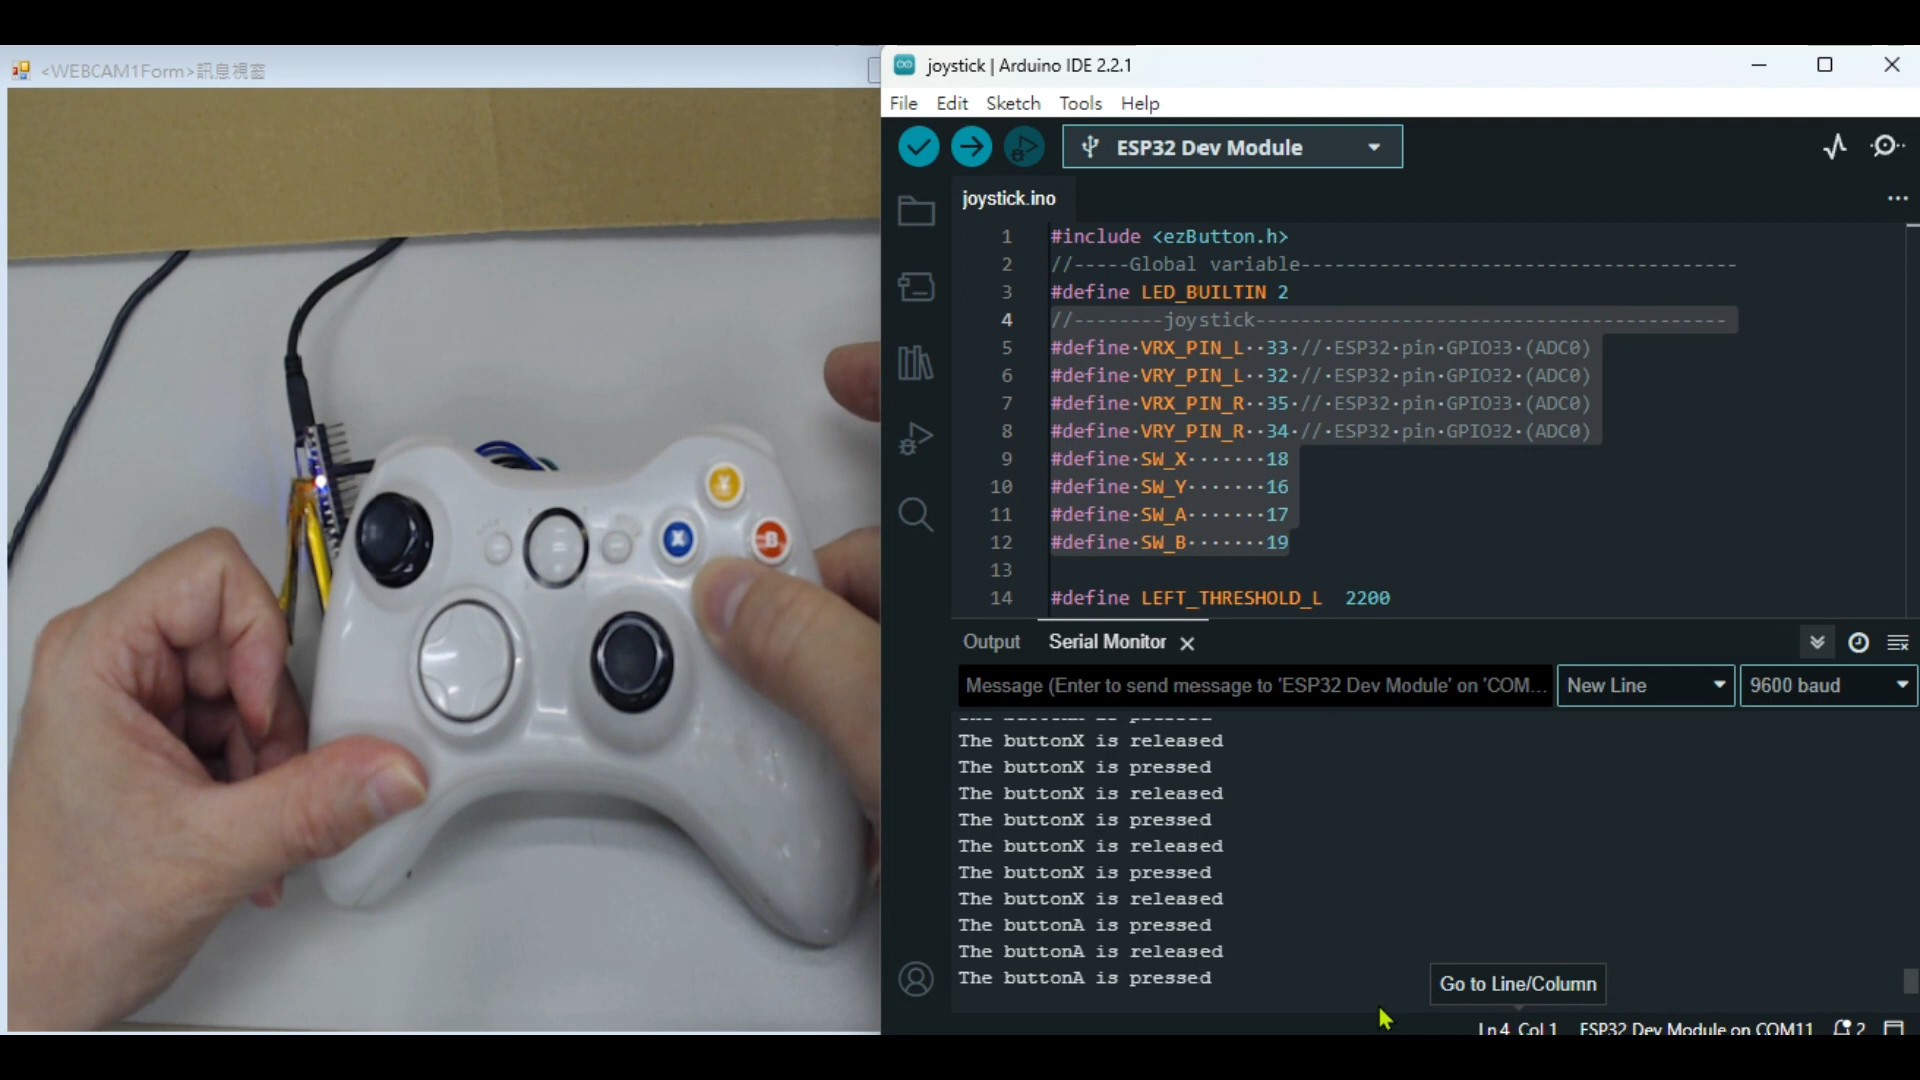 <WEBCAM1Form>訊息視窗
joystick | Arduino IDE 2.2.1
File Edit Sketch Tools Help
ESP32 Dev Module
joystick.ino
1 #include <ezButton.h>
2 //-----Global variable---------------------------------------
3 #define LED_BUILTIN 2
4 //--------joystick------------------------------------------
5 #define·VRX_PIN_L··33·//·ESP32·pin·GPIO33·(ADC0)
6 #define·VRY_PIN_L··32·//·ESP32·pin·GPIO32·(ADC0)
7 #define·VRX_PIN_R··35·//·ESP32·pin·GPIO33·(ADC0)
8 #define·VRY_PIN_R··34·//·ESP32·pin·GPIO32·(ADC0)
9 #define·SW_X·······18
10 #define·SW_Y·······16
11 #define·SW_A·······17
12 #define·SW_B·······19
13
14 #define LEFT_THRESHOLD_L  2200
Output Serial Monitor
Message (Enter to send message to 'ESP32 Dev Module' on 'COM... New Line 9600 baud
The buttonX is pressed
The buttonX is released
The buttonX is pressed
The buttonX is released
The buttonX is pressed
The buttonX is released
The buttonX is pressed
The buttonX is released
The buttonA is pressed
The buttonA is released
The buttonA is pressed
Go to Line/Column
Ln 4, Col 1 ESP32 Dev Module on COM11 2
Y
X
B